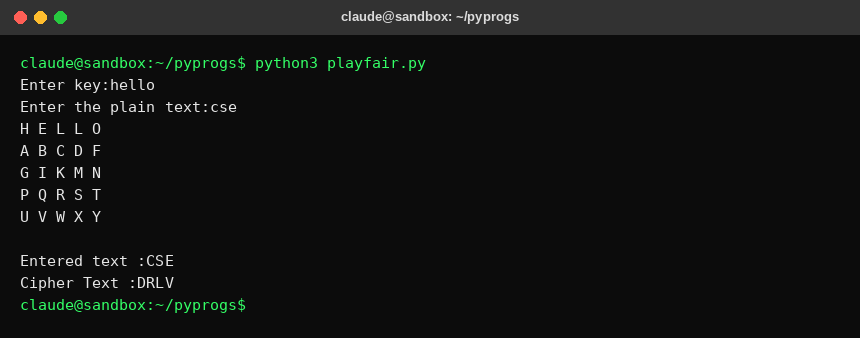 claude@sandbox: ~/pyprogs
claude@sandbox:~/pyprogs$ python3 playfair.py
Enter key:hello
Enter the plain text:cse
H E L L O
A B C D F
G I K M N
P Q R S T
U V W X Y
Entered text :CSE
Cipher Text :DRLV
claude@sandbox:~/pyprogs$